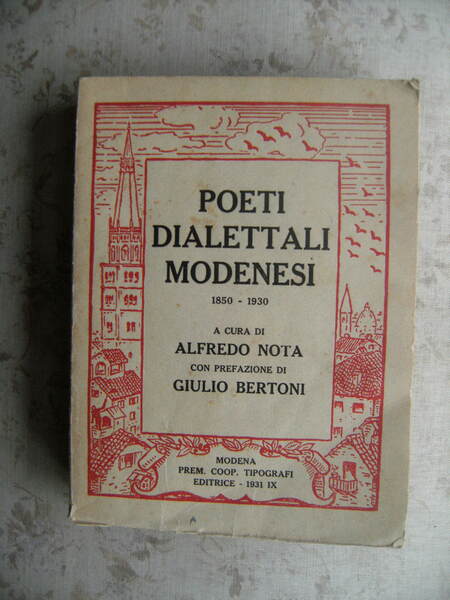 POETI
DIALETTALI
MODENESI
1850 - 1930
A CURA DI
ALFREDO NOTA
CON PREFAZIONE DI
GIULIO BERTONI
MODENA
PREM. COOP. TIPOGRAFI
EDITRICE - 1931 IX